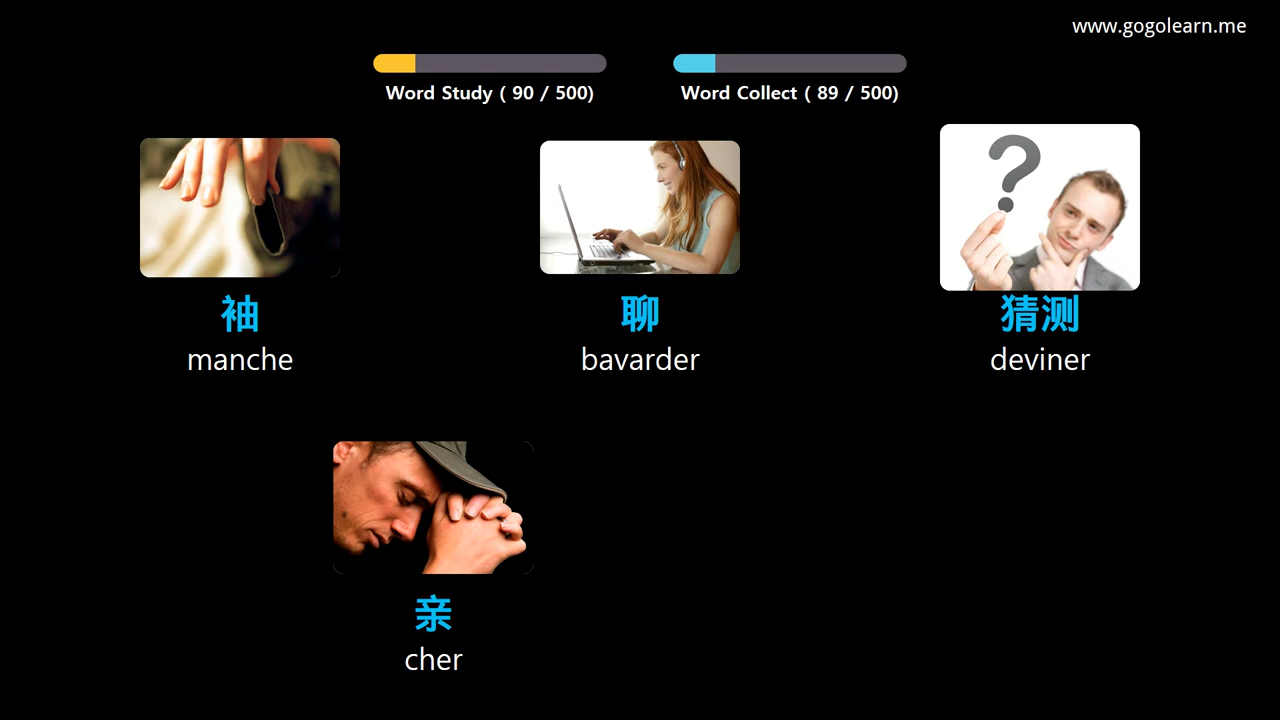 www.gogolearn.me
Word Study ( 90 / 500)
Word Collect ( 89 / 500)
袖
manche
聊
bavarder
猜测
deviner
亲
cher